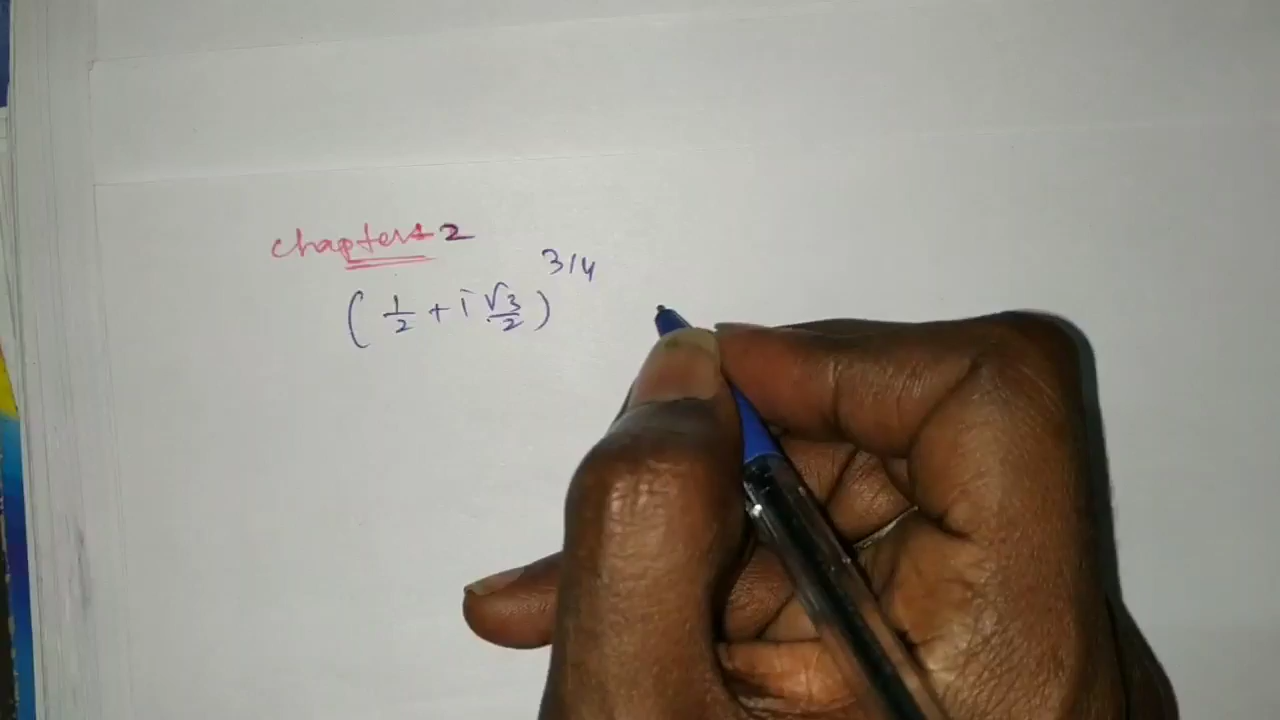 chapter 2
( 1/2 + i √3/2 )^3/4